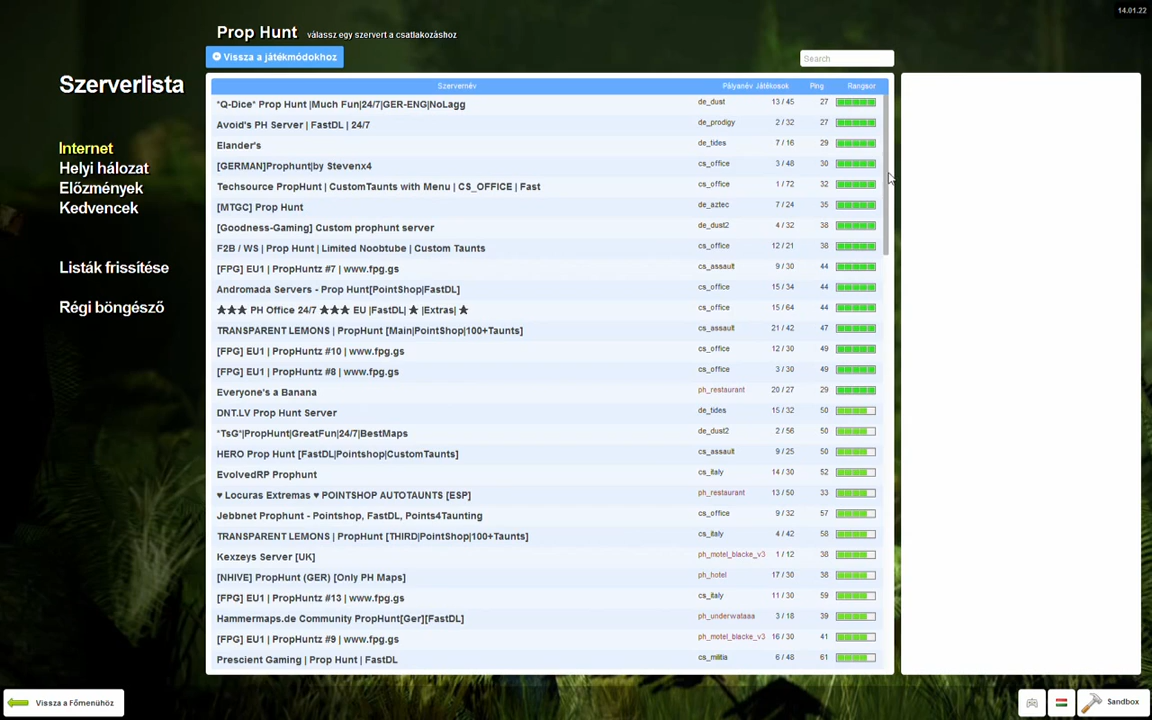 14.01.22
Prop Hunt válassz egy szervert a csatlakozáshoz
Vissza a játékmódokhoz
Search
Szerverlista
Internet
Helyi hálozat
Előzmények
Kedvencek
Listák frissítése
Régi böngésző
Szervernév Pályanév Játékosok Ping Rangsor
*Q-Dice* Prop Hunt |Much Fun|24/7|GER-ENG|NoLagg de_dust 13 / 45 27
Avoid's PH Server | FastDL | 24/7 de_prodigy 2 / 32 27
Elander's de_tides 7 / 16 29
[GERMAN]Prophunt|by Stevenx4 cs_office 3 / 48 30
Techsource PropHunt | CustomTaunts with Menu | CS_OFFICE | Fast cs_office 1 / 72 32
[MTGC] Prop Hunt de_aztec 7 / 24 35
[Goodness-Gaming] Custom prophunt server de_dust2 4 / 32 38
F2B / WS | Prop Hunt | Limited Noobtube | Custom Taunts cs_office 12 / 21 38
[FPG] EU1 | PropHuntz #7 | www.fpg.gs cs_assault 9 / 30 44
Andromada Servers - Prop Hunt[PointShop|FastDL] cs_office 15 / 34 44
★★★ PH Office 24/7 ★★★ EU |FastDL| ★ |Extras| ★ cs_office 15 / 64 44
TRANSPARENT LEMONS | PropHunt [Main|PointShop|100+Taunts] cs_assault 21 / 42 47
[FPG] EU1 | PropHuntz #10 | www.fpg.gs cs_office 12 / 30 49
[FPG] EU1 | PropHuntz #8 | www.fpg.gs cs_office 3 / 30 49
Everyone's a Banana ph_restaurant 20 / 27 29
DNT.LV Prop Hunt Server de_tides 15 / 32 50
*TsG*|PropHunt|GreatFun|24/7|BestMaps de_dust2 2 / 56 50
HERO Prop Hunt [FastDL|Pointshop|CustomTaunts] cs_assault 9 / 25 50
EvolvedRP Prophunt cs_italy 14 / 30 52
♥ Locuras Extremas ♥ POINTSHOP AUTOTAUNTS [ESP] ph_restaurant 13 / 50 33
Jebbnet Prophunt - Pointshop, FastDL, Points4Taunting cs_office 9 / 32 57
TRANSPARENT LEMONS | PropHunt [THIRD|PointShop|100+Taunts] cs_italy 4 / 42 58
Kexzeys Server [UK] ph_motel_blacke_v3 1 / 12 38
[NHIVE] PropHunt (GER) [Only PH Maps] ph_hotel 17 / 30 38
[FPG] EU1 | PropHuntz #13 | www.fpg.gs cs_italy 11 / 30 59
Hammermaps.de Community PropHunt[Ger][FastDL] ph_underwataaa 3 / 18 39
[FPG] EU1 | PropHuntz #9 | www.fpg.gs ph_motel_blacke_v3 16 / 30 41
Prescient Gaming | Prop Hunt | FastDL cs_militia 6 / 48 61
Vissza a Főmenühöz
Sandbox